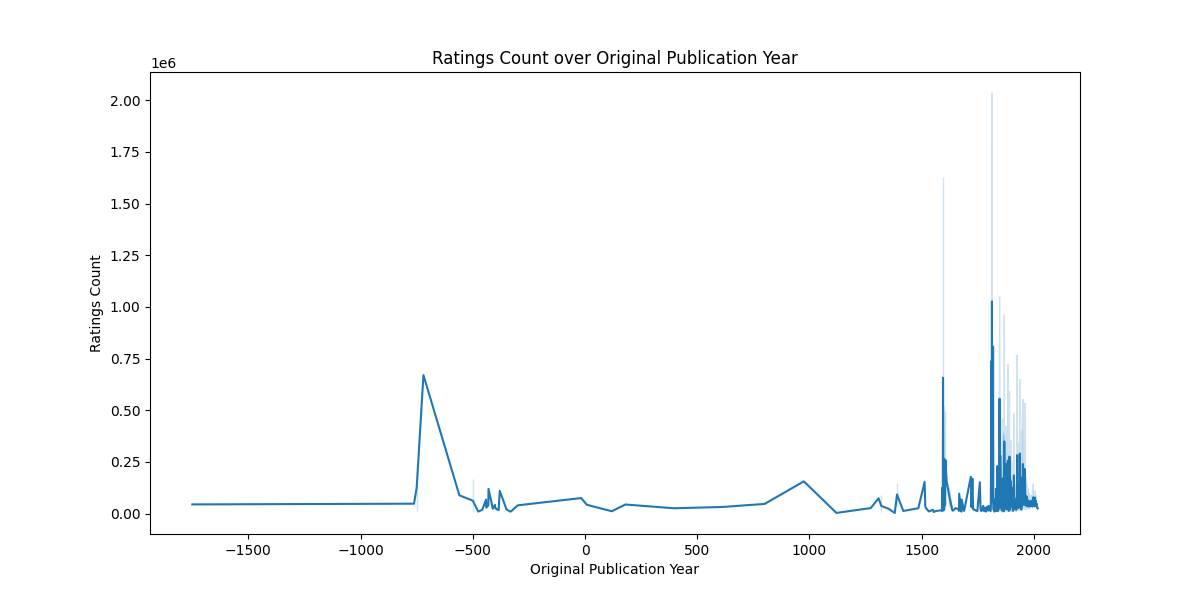 Ratings Count over Original Publication Year
1e6
2.00
1.75
1.50
1.25
1.00
0.75
0.50
0.25
0.00
Ratings Count
−1500 −1000 −500 0 500 1000 1500 2000
Original Publication Year